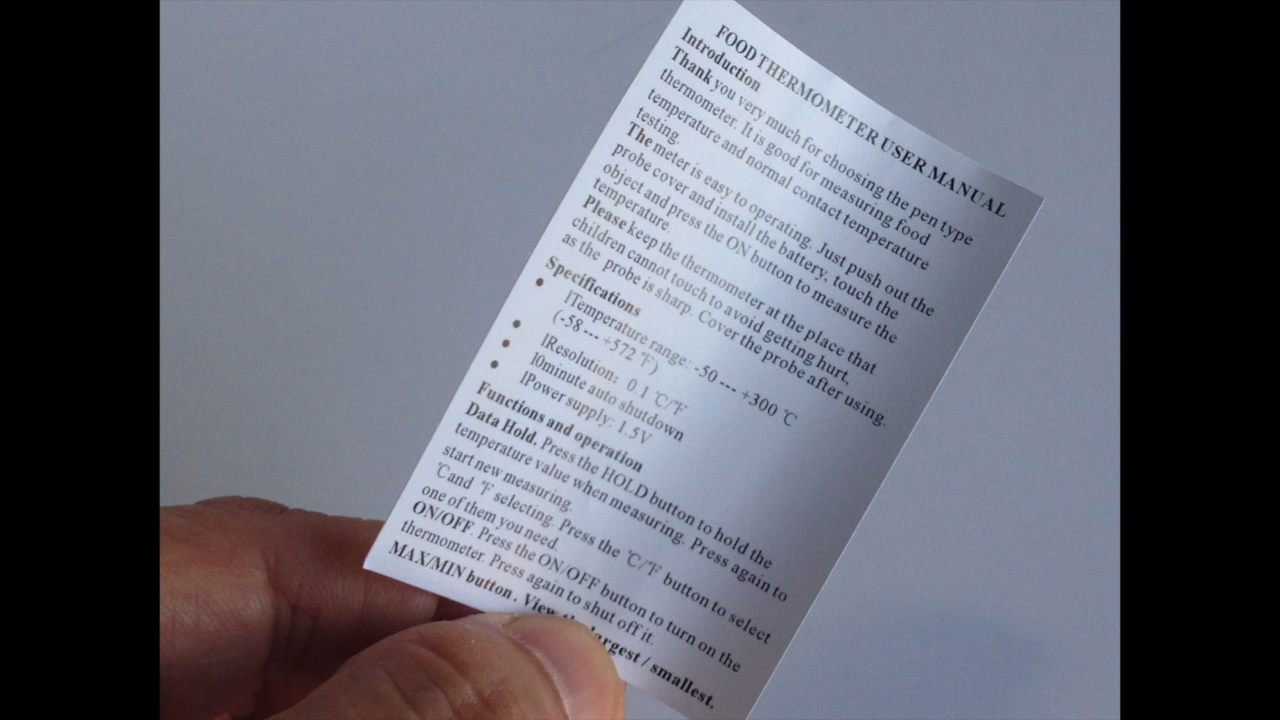 FOOD THERMOMETER USER MANUAL
Introduction
Thank you very much for choosing the pen type
thermometer. It is good for measuring food
temperature and normal contact temperature
testing.
The meter is easy to operating. Just push out the
probe cover and install the battery, touch the
object and press the ON button to measure the
temperature.
Please keep the thermometer at the place that
children cannot touch to avoid getting hurt,
as the probe is sharp. Cover the probe after using.
Specifications
● lTemperature range: -50 --- +300 ℃
(-58 --- +572 ℉)
● lResolution: 0.1 ℃/℉
● l0minute auto shutdown
● lPower supply: 1.5V
Functions and operation
Data Hold. Press the HOLD button to hold the
temperature value when measuring. Press again to
start new measuring.
℃and ℉ selecting. Press the ℃/℉ button to select
one of them you need.
ON/OFF. Press the ON/OFF button to turn on the
thermometer. Press again to shut off it.
MAX/MIN button. View the largest / smallest.